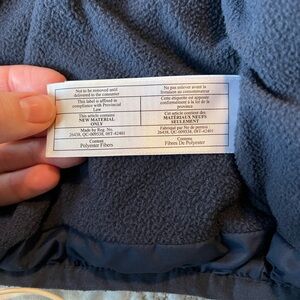 Not to be removed until
delivered to the consumer
This label is affixed in
compliance with Provincial
Law
This article contains
NEW MATERIAL
ONLY
Made by Reg. No.
Content
Polyester Fibers
Ne pas enlever avant la
livraison au consommateur
Cette etiquette est apposée
conformément à la loi de la
province
Cet article contient des
MATÉRIAUX NEUFS
SEULEMENT
Fabriqué par No de permis
Content
Fibres De Polyester